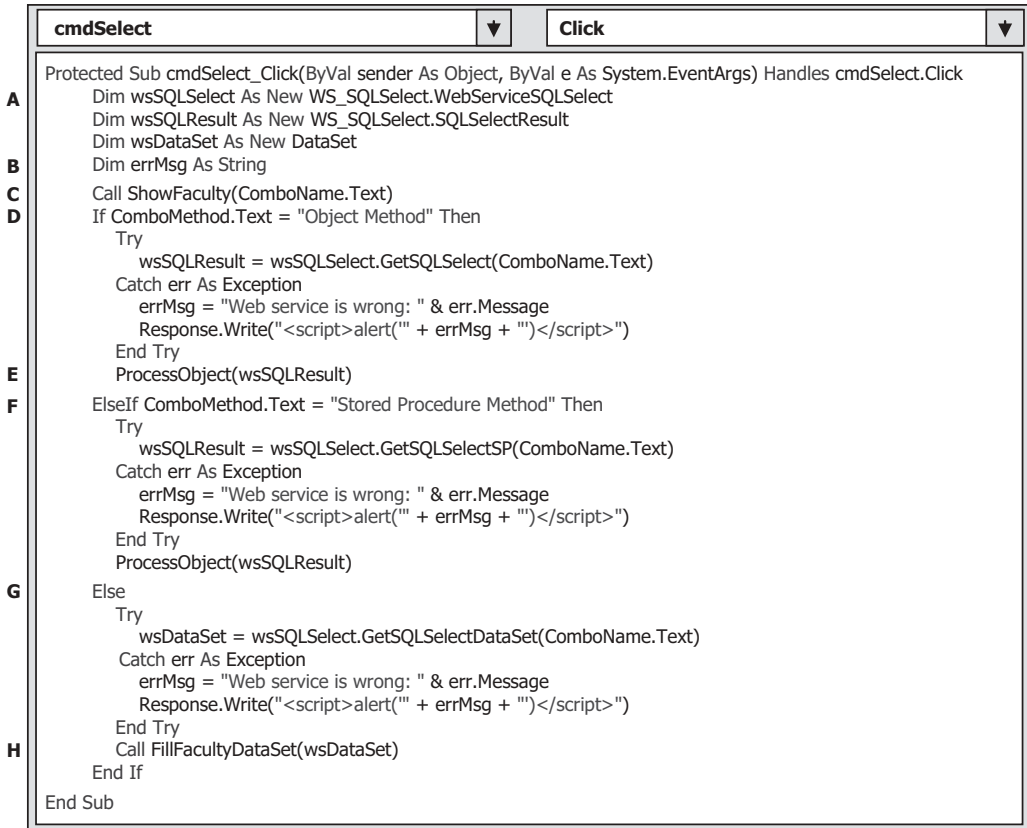 cmdSelect Click
Protected Sub cmdSelect_Click(ByVal sender As Object, ByVal e As System.EventArgs) Handles cmdSelect.Click
A Dim wsSQLSelect As New WS_SQLSelect.WebServiceSQLSelect
Dim wsSQLResult As New WS_SQLSelect.SQLSelectResult
Dim wsDataSet As New DataSet
B Dim errMsg As String
C Call ShowFaculty(ComboName.Text)
D If ComboMethod.Text = "Object Method" Then
Try
wsSQLResult = wsSQLSelect.GetSQLSelect(ComboName.Text)
Catch err As Exception
errMsg = "Web service is wrong: " & err.Message
Response.Write("<script>alert('" + errMsg + "')</script>")
End Try
E ProcessObject(wsSQLResult)
F ElseIf ComboMethod.Text = "Stored Procedure Method" Then
Try
wsSQLResult = wsSQLSelect.GetSQLSelectSP(ComboName.Text)
Catch err As Exception
errMsg = "Web service is wrong: " & err.Message
Response.Write("<script>alert('" + errMsg + "')</script>")
End Try
ProcessObject(wsSQLResult)
G Else
Try
wsDataSet = wsSQLSelect.GetSQLSelectDataSet(ComboName.Text)
Catch err As Exception
errMsg = "Web service is wrong: " & err.Message
Response.Write("<script>alert('" + errMsg + "')</script>")
End Try
H Call FillFacultyDataSet(wsDataSet)
End If
End Sub